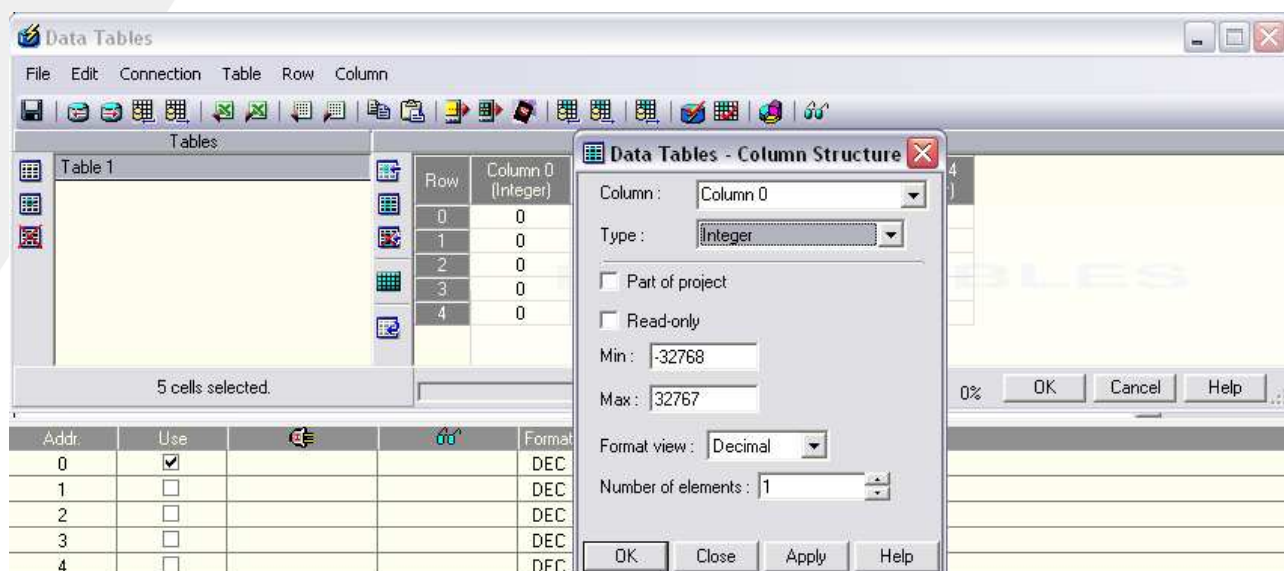 Data Tables
File Edit Connection Table Row Column
Tables
Table 1
5 cells selected.
Row Column 0 (Integer)
0 0
1 0
2 0
3 0
4 0
4
Data Tables - Column Structure
Column : Column 0
Type : Integer
Part of project
Read-only
Min : -32768
Max : 32767
Format view : Decimal
Number of elements : 1
OK Close Apply Help
0% OK Cancel Help
Addr. Use Format
0 DEC
1 DEC
2 DEC
3 DEC
4 DEC